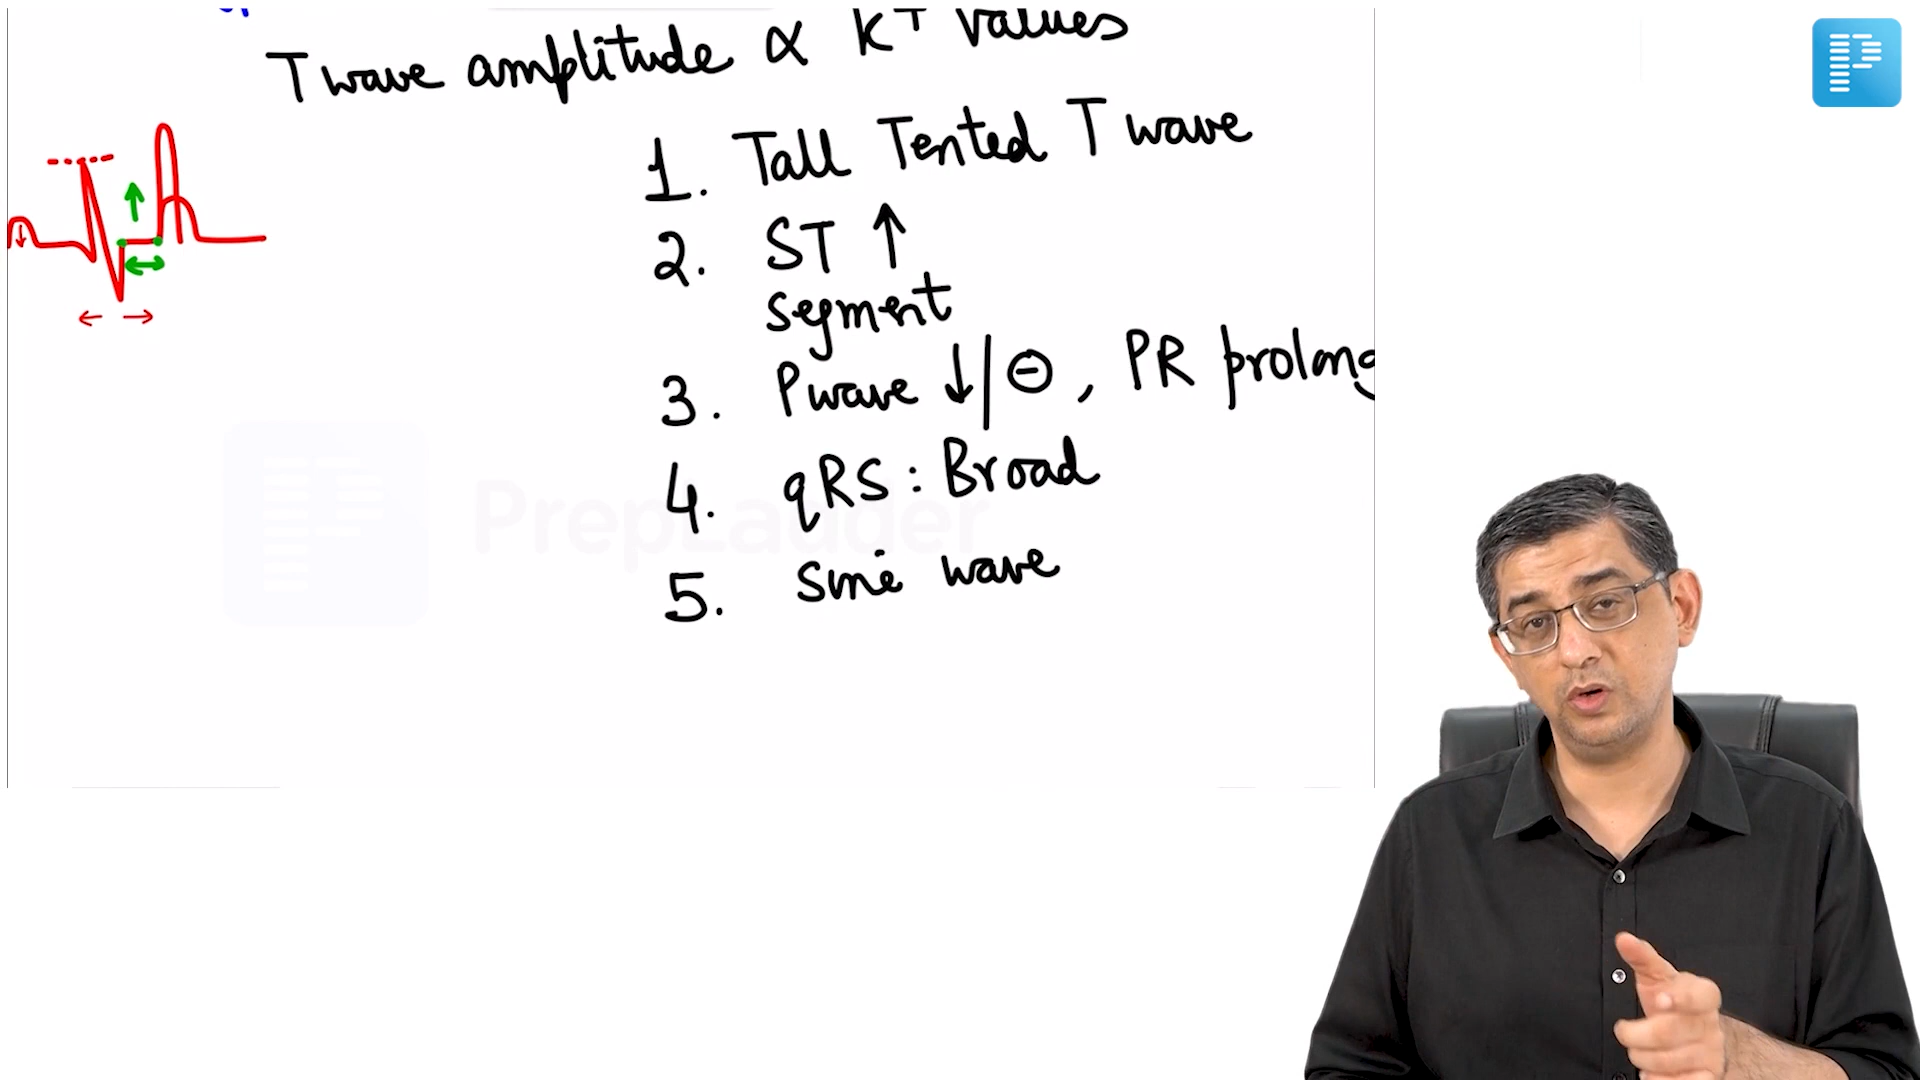 T wave amplitude ∝ K⁺ values
1. Tall Tented T wave
2. ST ↑
segment
3. P wave ↓/⊖, PR prolong
4. qRS : Broad
5. Sine wave
PrepLadder